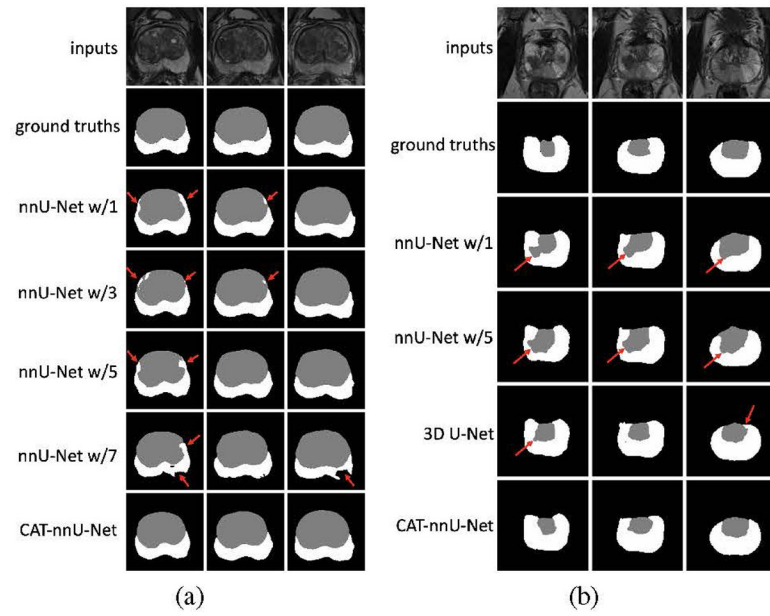 inputs
ground truths
nnU-Net w/1
nnU-Net w/3
nnU-Net w/5
nnU-Net w/7
CAT-nnU-Net
(a)
inputs
ground truths
nnU-Net w/1
nnU-Net w/5
3D U-Net
CAT-nnU-Net
(b)